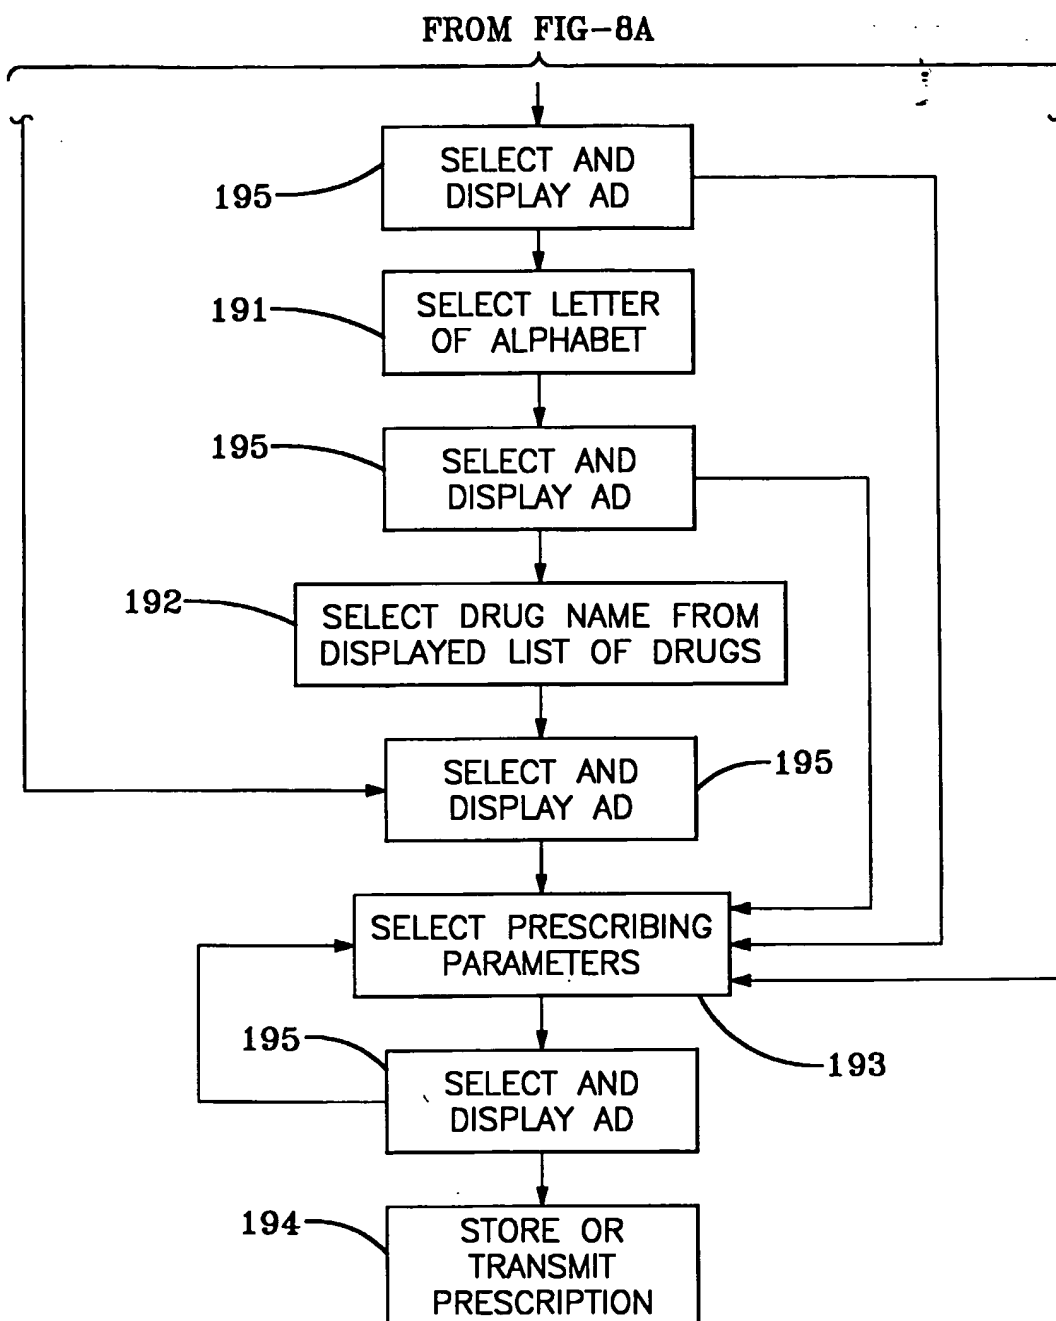 FROM FIG-8A
SELECT AND
DISPLAY AD
195
SELECT LETTER
OF ALPHABET
191
SELECT AND
DISPLAY AD
195
SELECT DRUG NAME FROM
DISPLAYED LIST OF DRUGS
192
SELECT AND
DISPLAY AD
195
SELECT PRESCRIBING
PARAMETERS
193
SELECT AND
DISPLAY AD
195
STORE OR
TRANSMIT
PRESCRIPTION
194